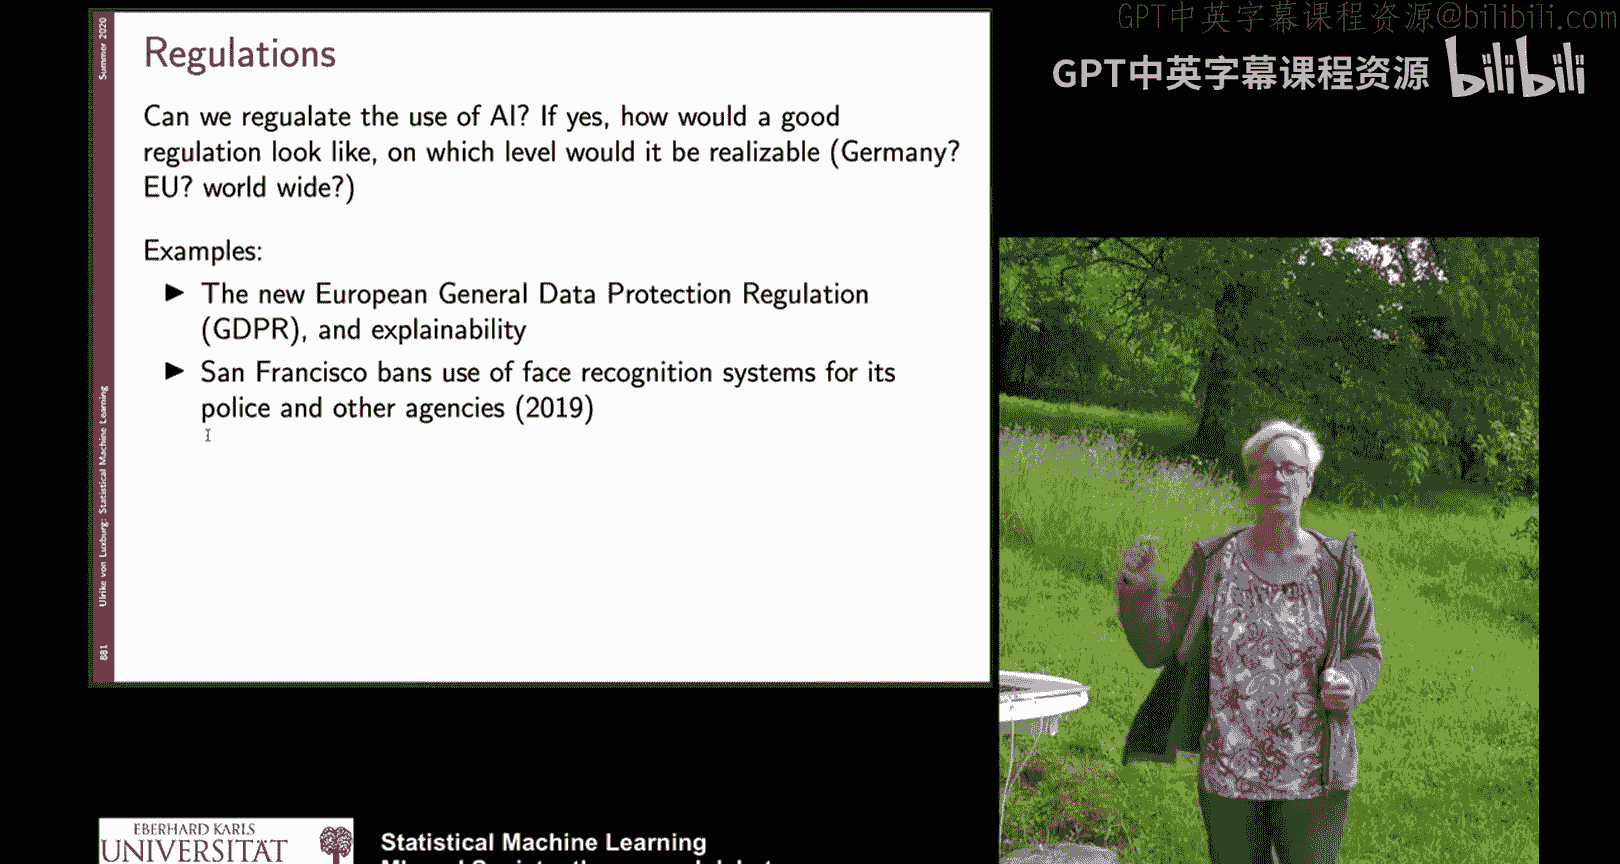 GPT中英字幕课程资源@bilibili.com
GPT中英字幕课程资源 bilibili
Summer 2020
Regulations
Can we regualate the use of AI? If yes, how would a good
regulation look like, on which level would it be realizable (Germany?
EU? world wide?)
Examples:
► The new European General Data Protection Regulation
(GDPR), and explainability
► San Francisco bans use of face recognition systems for its
police and other agencies (2019)
Ulrike von Luxburg: Statistical Machine Learning
881
EBERHARD KARLS
UNIVERSITÄT
Statistical Machine Learning